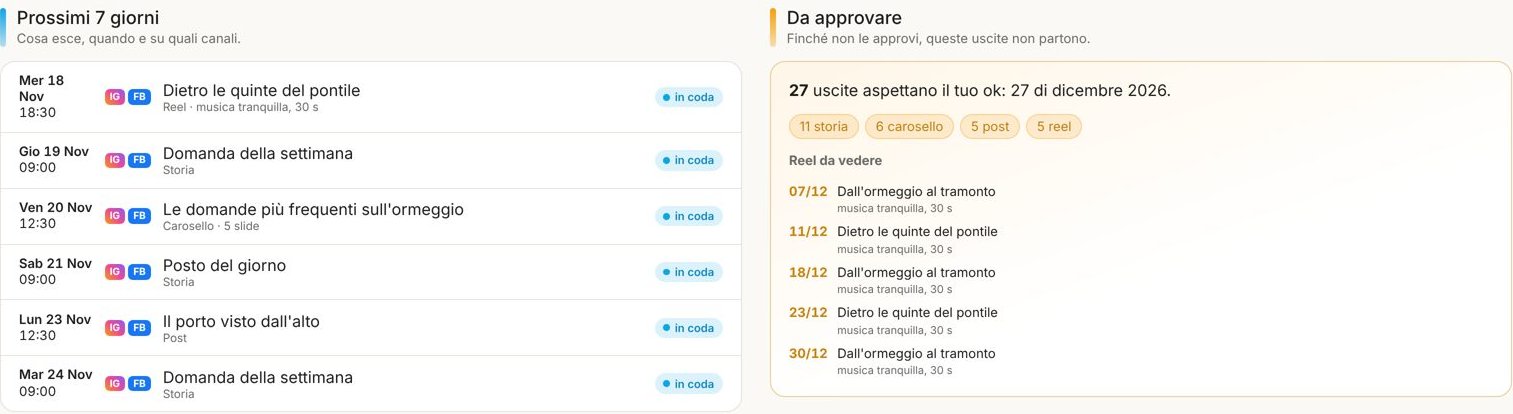 Prossimi 7 giorni
Cosa esce, quando e su quali canali.
Mer 18
Nov
18:30
IG FB
Dietro le quinte del pontile
Reel · musica tranquilla, 30 s
in coda
Gio 19 Nov
09:00
IG FB
Domanda della settimana
Storia
in coda
Ven 20 Nov
12:30
IG FB
Le domande più frequenti sull'ormeggio
Carosello · 5 slide
in coda
Sab 21 Nov
09:00
IG FB
Posto del giorno
Storia
in coda
Lun 23 Nov
12:30
IG FB
Il porto visto dall'alto
Post
in coda
Mar 24 Nov
09:00
IG FB
Domanda della settimana
Storia
in coda
Da approvare
Finché non le approvi, queste uscite non partono.
27 uscite aspettano il tuo ok: 27 di dicembre 2026.
11 storia 6 carosello 5 post 5 reel
Reel da vedere
07/12 Dall'ormeggio al tramonto
musica tranquilla, 30 s
11/12 Dietro le quinte del pontile
musica tranquilla, 30 s
18/12 Dall'ormeggio al tramonto
musica tranquilla, 30 s
23/12 Dietro le quinte del pontile
musica tranquilla, 30 s
30/12 Dall'ormeggio al tramonto
musica tranquilla, 30 s